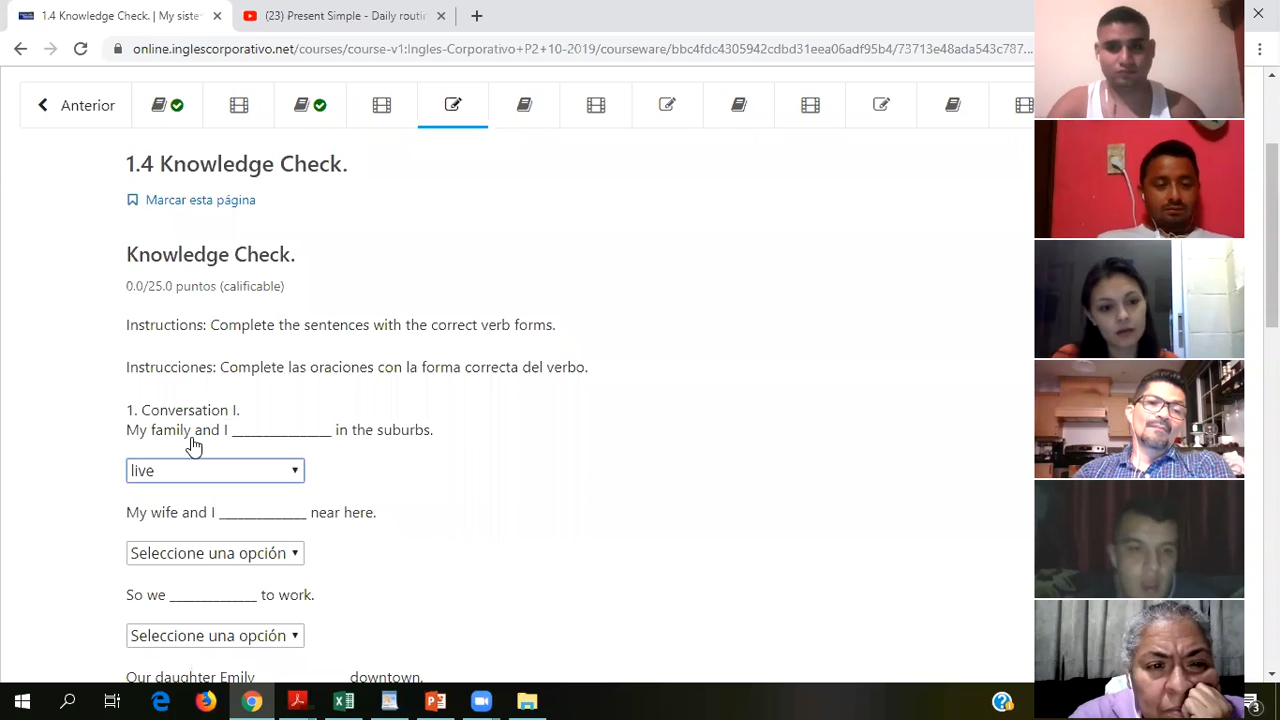 1.4 Knowledge Check. | My siste
(23) Present Simple - Daily routin
online.inglescorporativo.net/courses/course-v1:Ingles-Corporativo+P2+10-2019/courseware/bbc4fdc4305942cdbd31eea06adf95b4/73713e48ada543c787...
Anterior
1.4 Knowledge Check.
Marcar esta página
Knowledge Check.
0.0/25.0 puntos (calificable)
Instructions: Complete the sentences with the correct verb forms.
Instrucciones: Complete las oraciones con la forma correcta del verbo.
1. Conversation I.
My family and I ______________ in the suburbs.
live
My wife and I ____________ near here.
Seleccione una opción
So we ____________ to work.
Seleccione una opción
Our daughter Emily downtown.
3